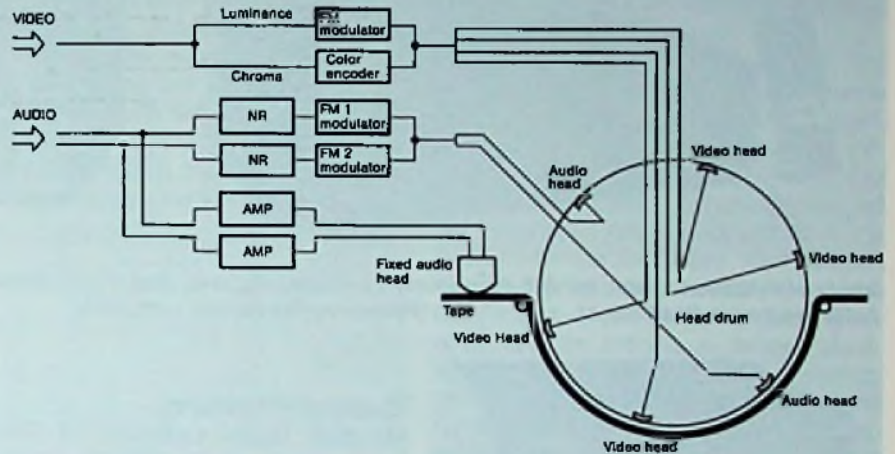 VIDEO
Luminance
FM
modulator
Chroma
Color
encoder
AUDIO
NR
FM 1
modulator
NR
FM 2
modulator
AMP
AMP
Fixed audio
head
Tape
Audio
head
Video head
Video head
Head drum
Video Head
Audio head
Video head